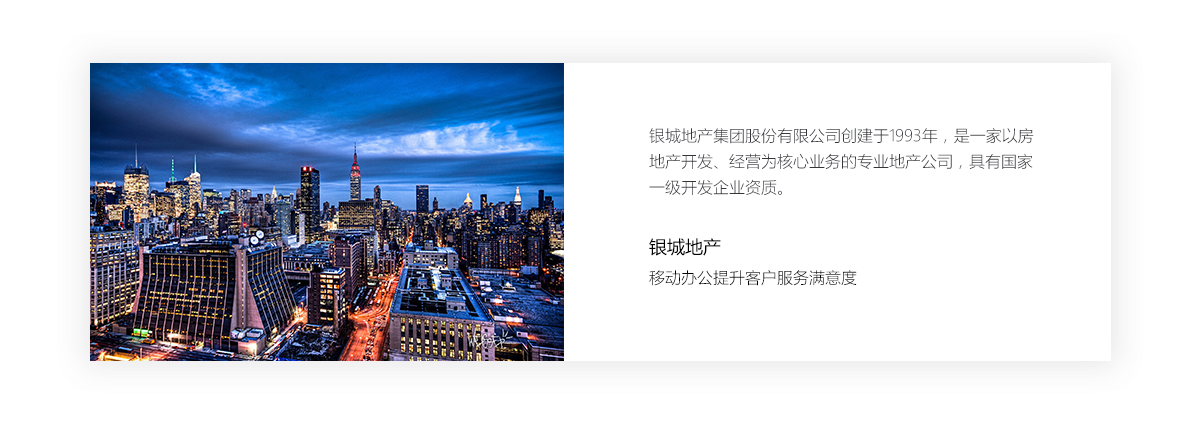 银城地产集团股份有限公司创建于1993年，是一家以房
地产开发、经营为核心业务的专业地产公司，具有国家
一级开发企业资质。
银城地产
移动办公提升客户服务满意度